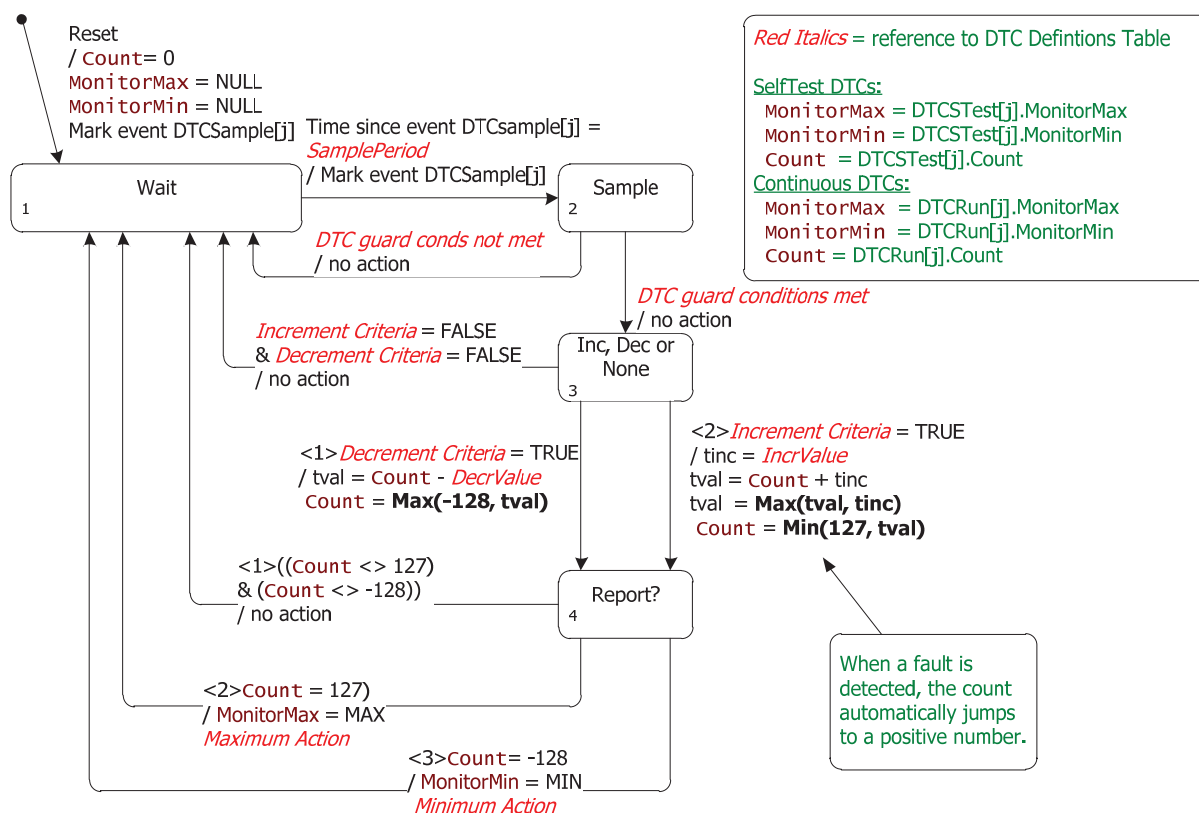 Reset
/ Count= 0
MonitorMax = NULL
MonitorMin = NULL
Mark event DTCSample[j]
Time since event DTCsample[j] =
SamplePeriod
/ Mark event DTCSample[j]
Wait
1
Sample
2
DTC guard conds not met
/ no action
DTC guard conditions met
/ no action
Increment Criteria = FALSE
& Decrement Criteria = FALSE
/ no action
Inc, Dec or
None
3
<1>Decrement Criteria = TRUE
/ tval = Count - DecrValue
Count = Max(-128, tval)
<2>Increment Criteria = TRUE
/ tinc = IncrValue
tval = Count + tinc
tval = Max(tval, tinc)
Count = Min(127, tval)
<1>((Count <> 127)
& (Count <> -128))
/ no action
Report?
4
<2>Count = 127)
/ MonitorMax = MAX
Maximum Action
<3>Count= -128
/ MonitorMin = MIN
Minimum Action
When a fault is
detected, the count
automatically jumps
to a positive number.
Red Italics = reference to DTC Defintions Table
SelfTest DTCs:
MonitorMax = DTCSTest[j].MonitorMax
MonitorMin = DTCSTest[j].MonitorMin
Count = DTCSTest[j].Count
Continuous DTCs:
MonitorMax = DTCRun[j].MonitorMax
MonitorMin = DTCRun[j].MonitorMin
Count = DTCRun[j].Count